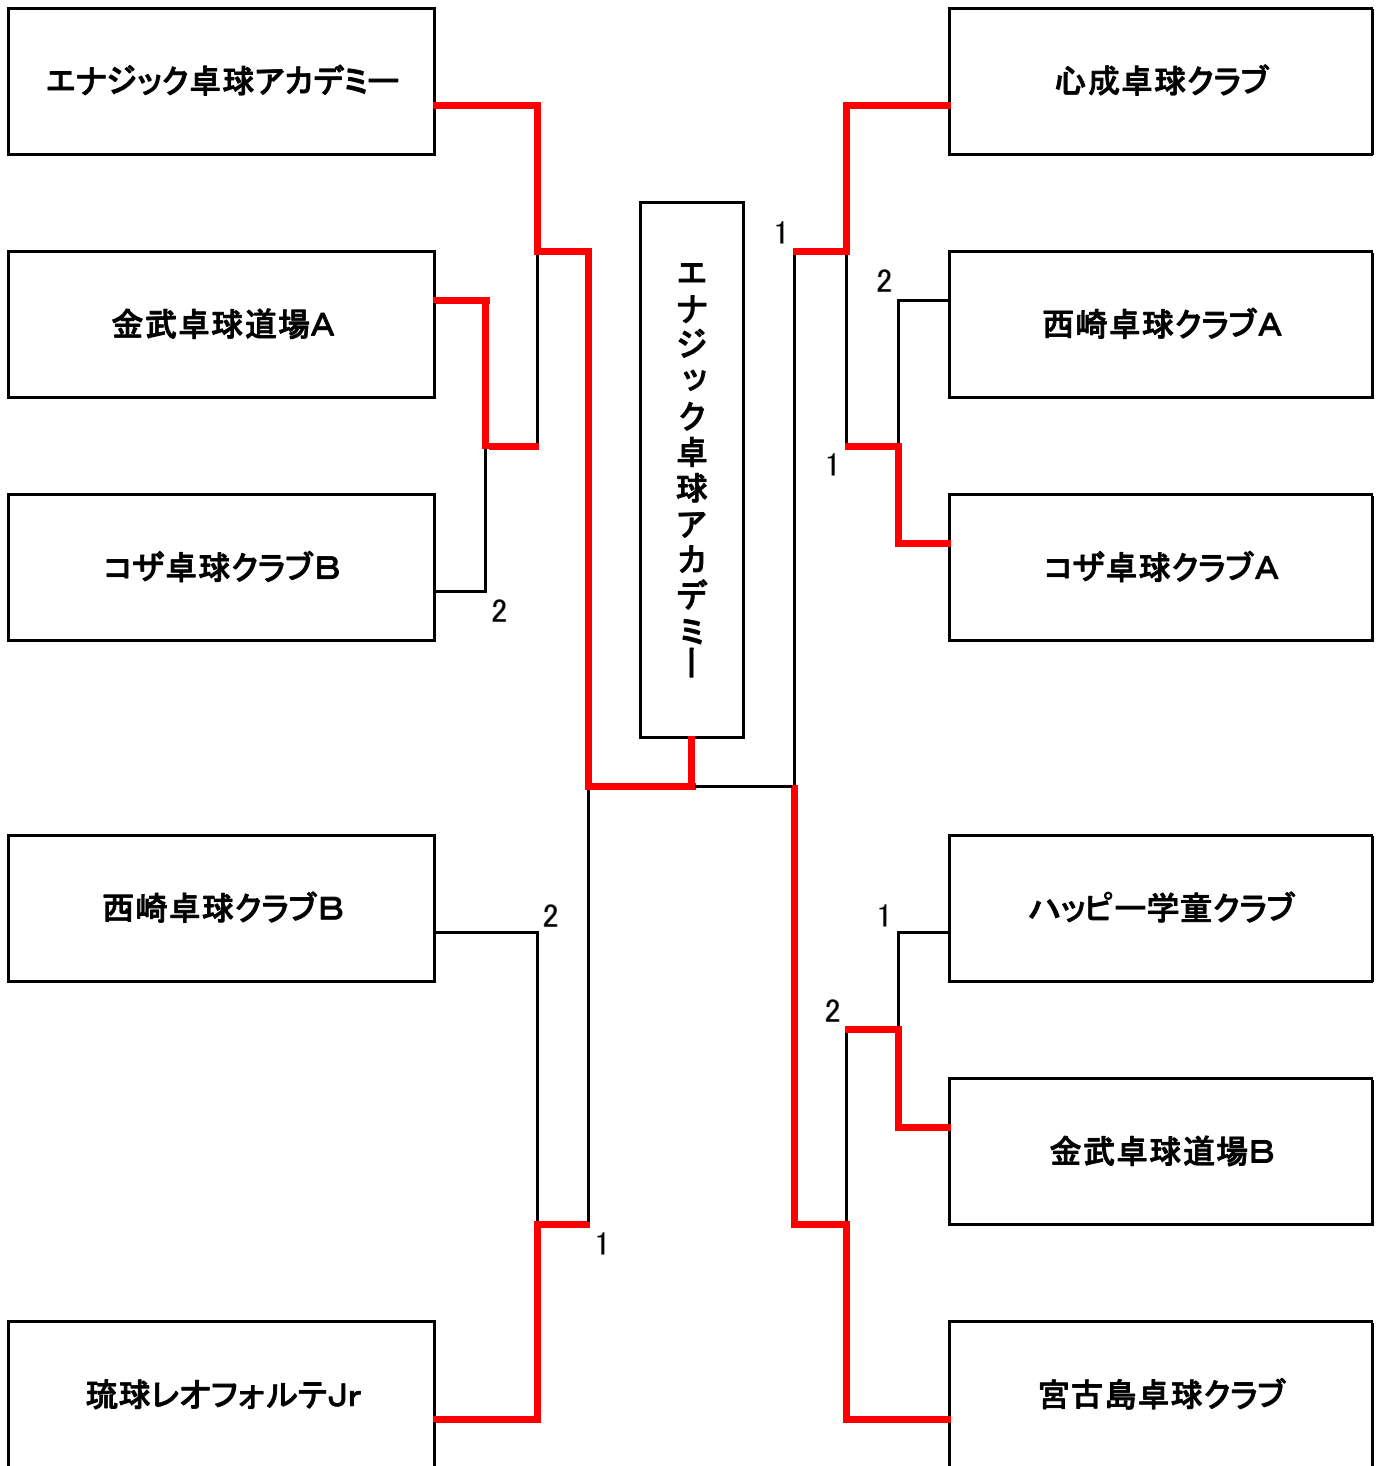 エナジック卓球アカデミー
金武卓球道場A
コザ卓球クラブB
2
西崎卓球クラブB
2
琉球レオフォルテJr
1
エナジック卓球アカデミー
心成卓球クラブ
1
西崎卓球クラブA
2
1
コザ卓球クラブA
ハッピー学童クラブ
1
2
金武卓球道場B
宮古島卓球クラブ